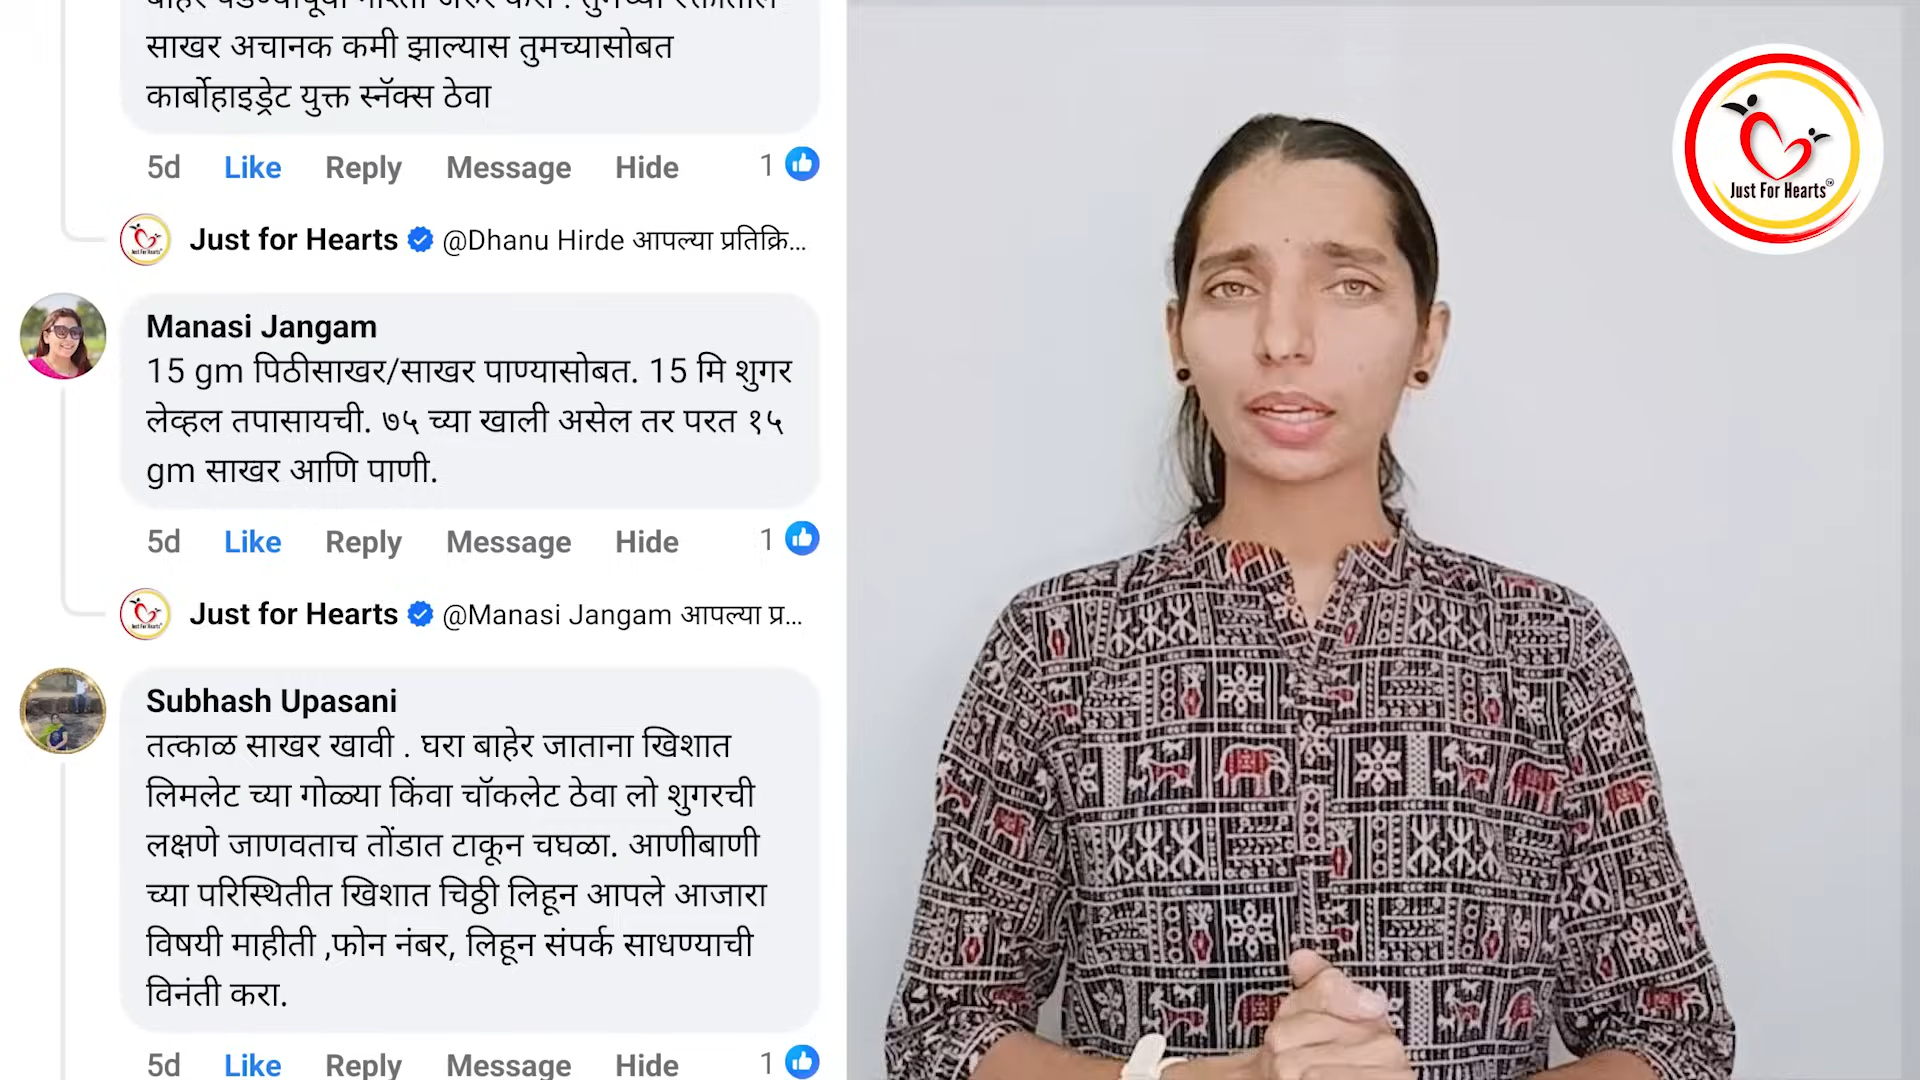 साखर अचानक कमी झाल्यास तुमच्यासोबत
कार्बोहाइड्रेट युक्त स्नॅक्स ठेवा
5d Like Reply Message Hide 1
Just for Hearts @Dhanu Hirde आपल्या प्रतिक्रि...
Manasi Jangam
15 gm पिठीसाखर/साखर पाण्यासोबत. 15 मि शुगर
लेव्हल तपासायची. ७५ च्या खाली असेल तर परत १५
gm साखर आणि पाणी.
5d Like Reply Message Hide 1
Just for Hearts @Manasi Jangam आपल्या प्र...
Subhash Upasani
तत्काळ साखर खावी . घरा बाहेर जाताना खिशात
लिमलेट च्या गोळ्या किंवा चॉकलेट ठेवा लो शुगरची
लक्षणे जाणवताच तोंडात टाकून चघळा. आणीबाणी
च्या परिस्थितीत खिशात चिठ्ठी लिहून आपले आजारा
विषयी माहीती ,फोन नंबर, लिहून संपर्क साधण्याची
विनंती करा.
5d Like Reply Message Hide 1
Just For Hearts